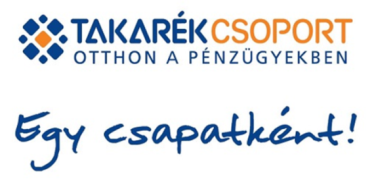 TAKARÉKCSOPORT
OTTHON A PÉNZÜGYEKBEN
Egy csapatként!